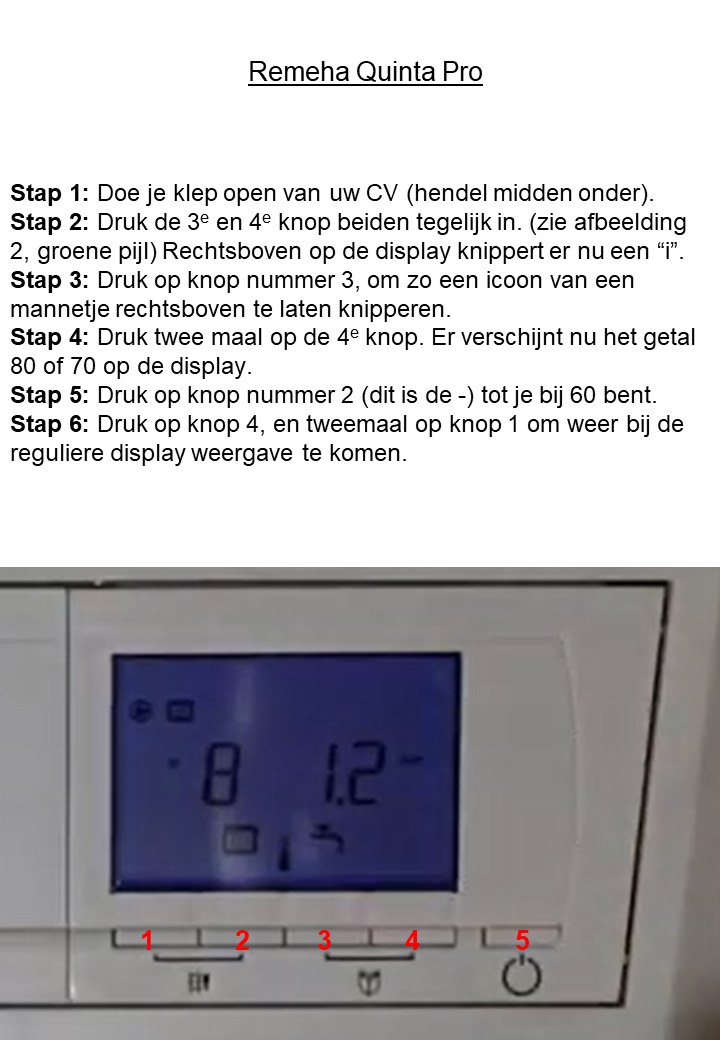 Remeha Quinta Pro
Stap 1: Doe je klep open van uw CV (hendel midden onder).
Stap 2: Druk de 3e en 4e knop beiden tegelijk in. (zie afbeelding
2, groene pijl) Rechtsboven op de display knippert er nu een “i”.
Stap 3: Druk op knop nummer 3, om zo een icoon van een
mannetje rechtsboven te laten knipperen.
Stap 4: Druk twee maal op de 4e knop. Er verschijnt nu het getal
80 of 70 op de display.
Stap 5: Druk op knop nummer 2 (dit is de -) tot je bij 60 bent.
Stap 6: Druk op knop 4, en tweemaal op knop 1 om weer bij de
reguliere display weergave te komen.
8 1.2
1 2 3 4 5